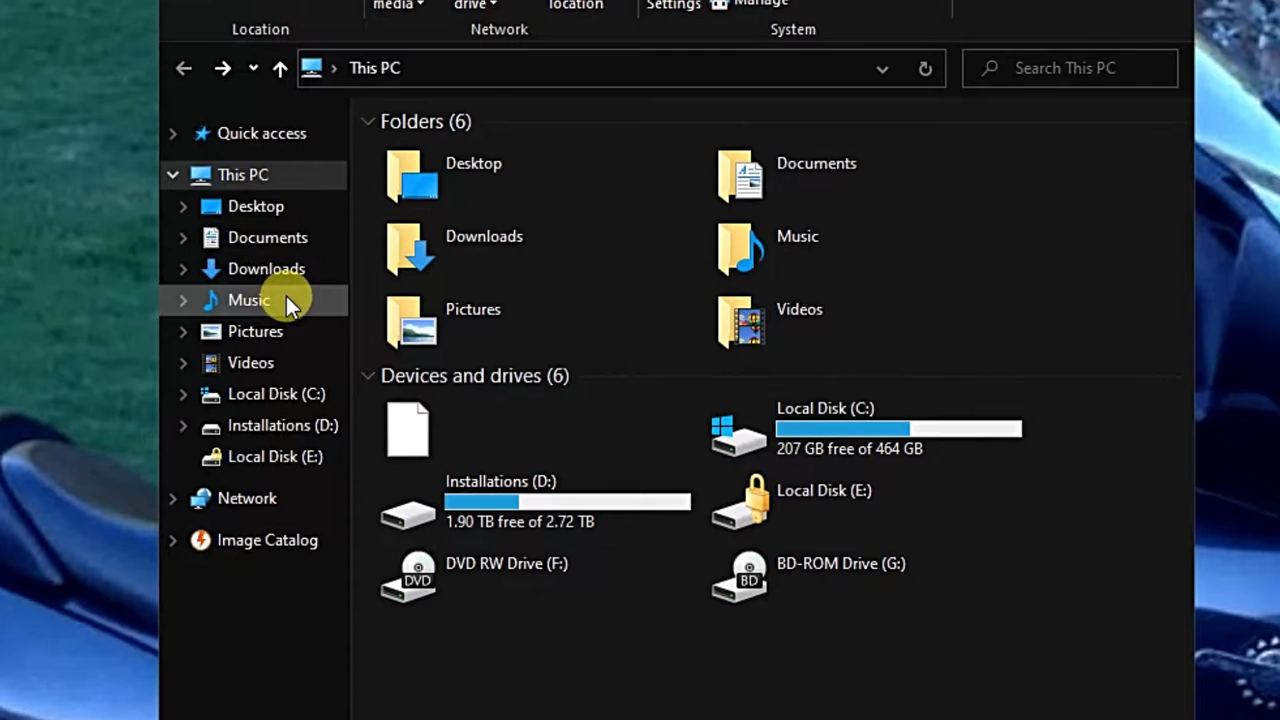 media
drive
location
Settings
Manage
Location
Network
System
This PC
Search This PC
Quick access
This PC
Desktop
Documents
Downloads
Music
Pictures
Videos
Local Disk (C:)
Installations (D:)
Local Disk (E:)
Network
Image Catalog
Folders (6)
Desktop
Documents
Downloads
Music
Pictures
Videos
Devices and drives (6)
Local Disk (C:)
207 GB free of 464 GB
Installations (D:)
1.90 TB free of 2.72 TB
Local Disk (E:)
DVD RW Drive (F:)
DVD
BD-ROM Drive (G:)
BD